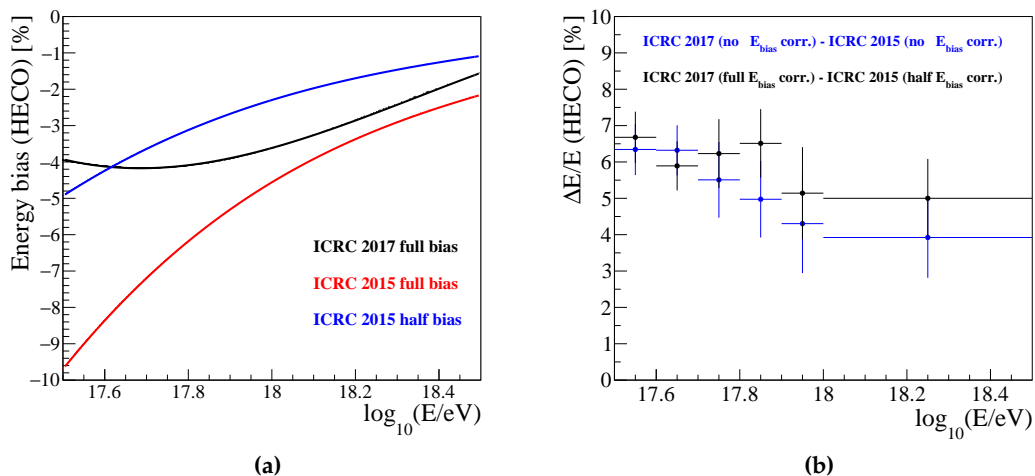 Energy bias (HECO) [%]
0
−1
−2
−3
−4
−5
−6
−7
−8
−9
−10
17.6
17.8
18
18.2
18.4
log10(E/eV)
ICRC 2017 full bias
ICRC 2015 full bias
ICRC 2015 half bias
(a)
ΔE/E (HECO) [%]
10
9
8
7
6
5
4
3
2
1
0
17.6
17.8
18
18.2
18.4
log10(E/eV)
ICRC 2017 (no Ebias corr.) - ICRC 2015 (no Ebias corr.)
ICRC 2017 (full Ebias corr.) - ICRC 2015 (half Ebias corr.)
(b)